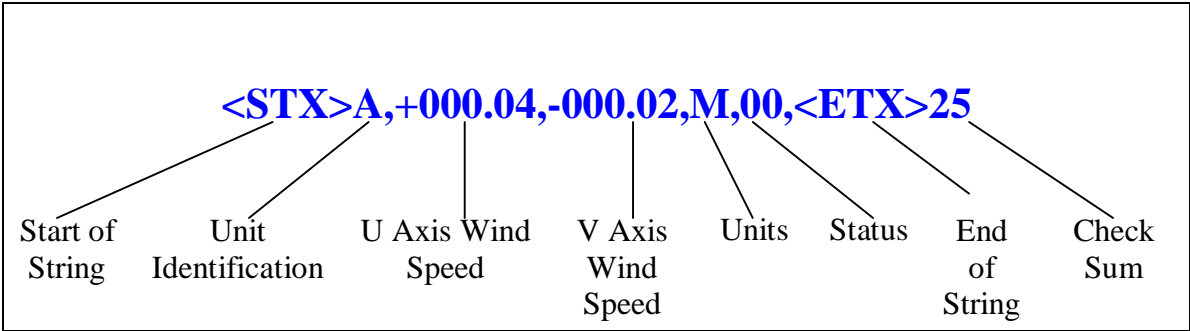 <STX>A,+000.04,-000.02,M,00,<ETX>25
Start of String
Unit Identification
U Axis Wind Speed
V Axis Wind Speed
Units
Status
End of String
Check Sum